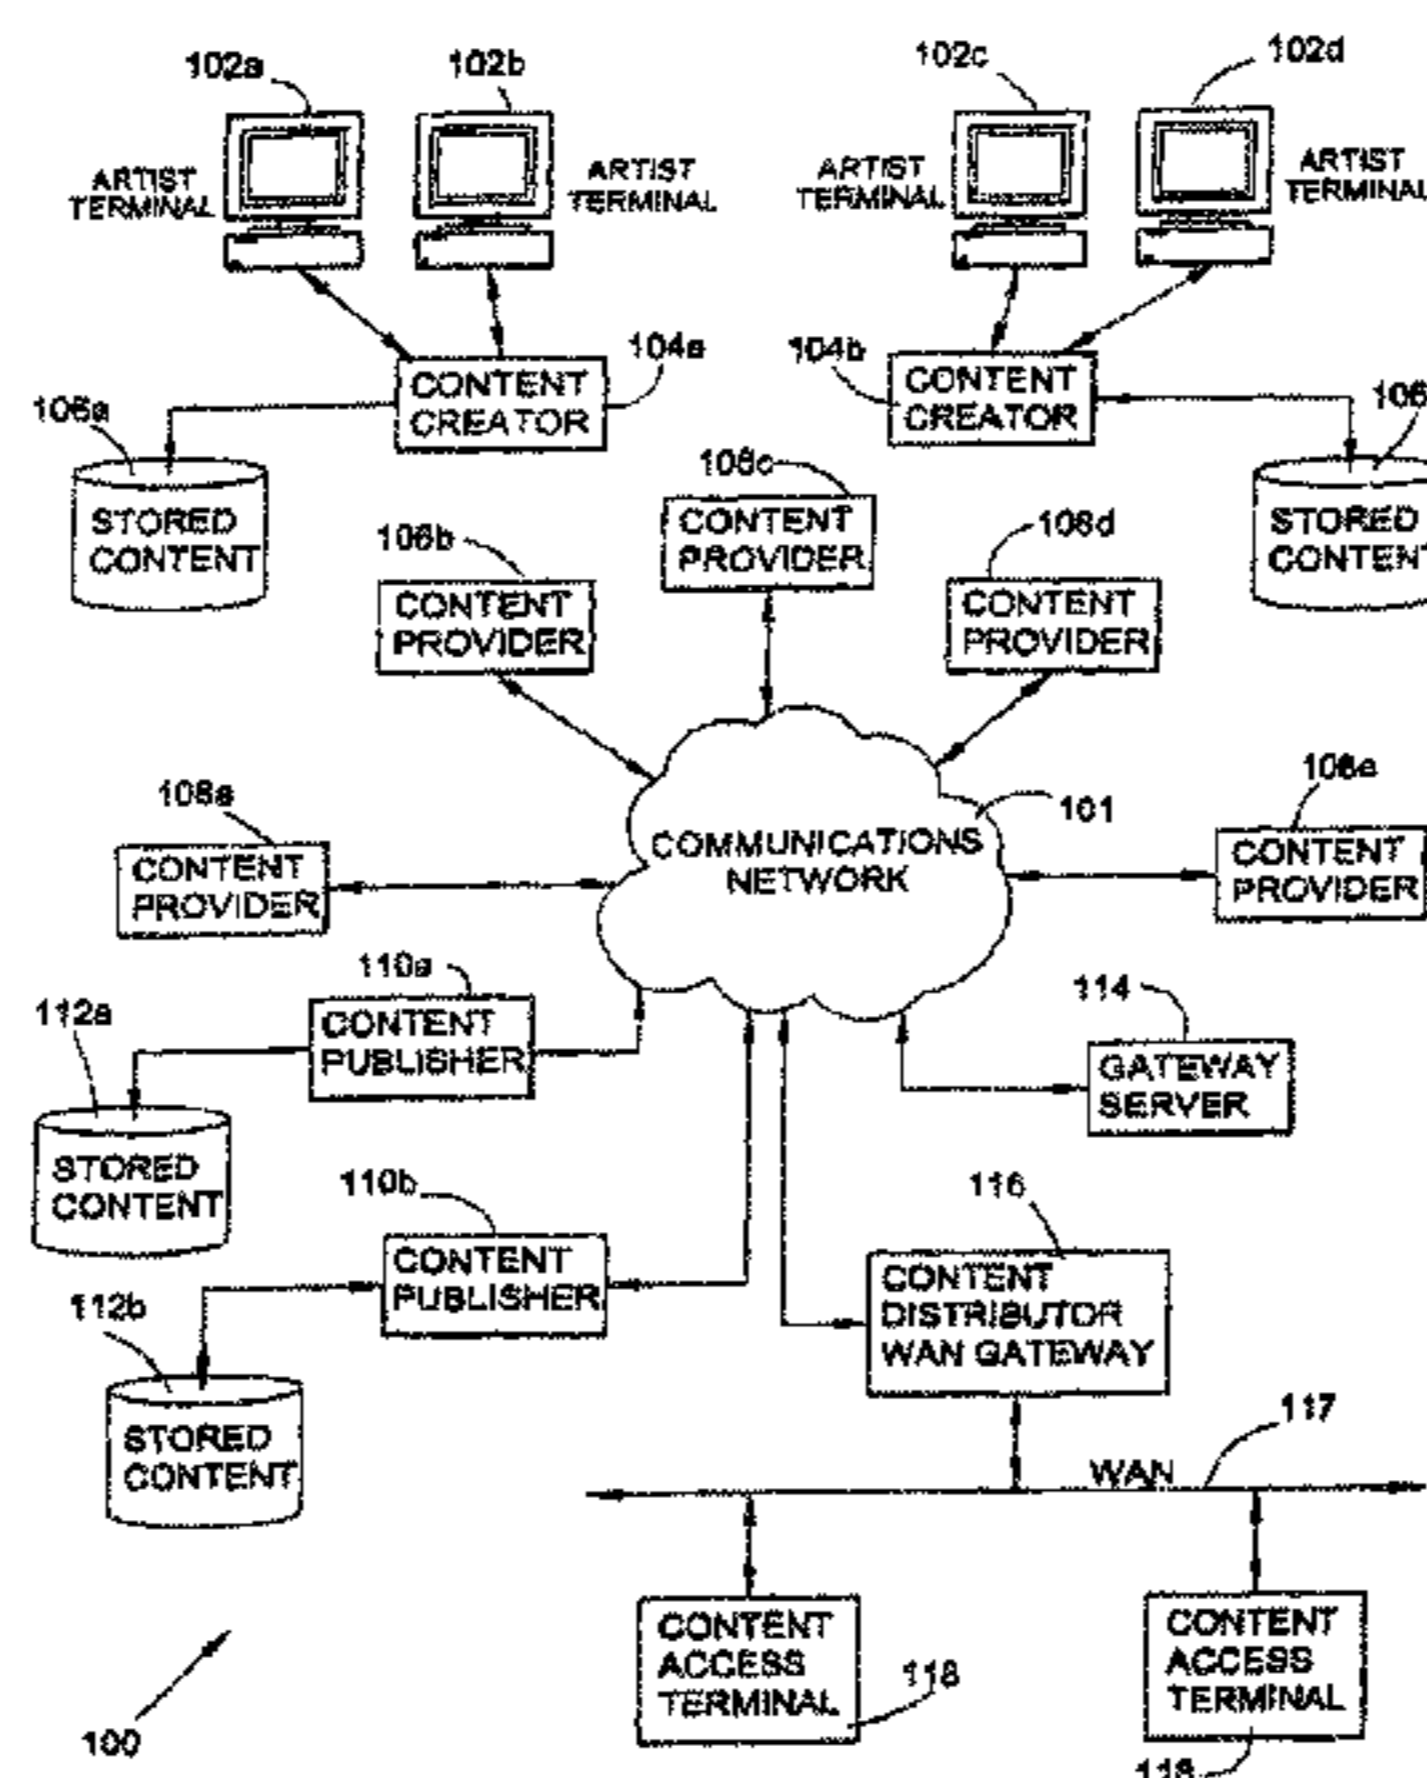 102a
102b
102c
102d
ARTIST
TERMINAL
ARTIST
TERMINAL
ARTIST
TERMINAL
ARTIST
TERMINAL
104a
104b
CONTENT
CREATOR
CONTENT
CREATOR
106a
106
STORED
CONTENT
STORED
CONTENT
108c
CONTENT
PROVIDER
108b
CONTENT
PROVIDER
108d
CONTENT
PROVIDER
108a
CONTENT
PROVIDER
COMMUNICATIONS
NETWORK
101
108e
CONTENT
PROVIDER
110a
CONTENT
PUBLISHER
112a
STORED
CONTENT
114
GATEWAY
SERVER
110b
CONTENT
PUBLISHER
112b
STORED
CONTENT
116
CONTENT
DISTRIBUTOR
WAN GATEWAY
WAN
117
CONTENT
ACCESS
TERMINAL
118
CONTENT
ACCESS
TERMINAL
118
100